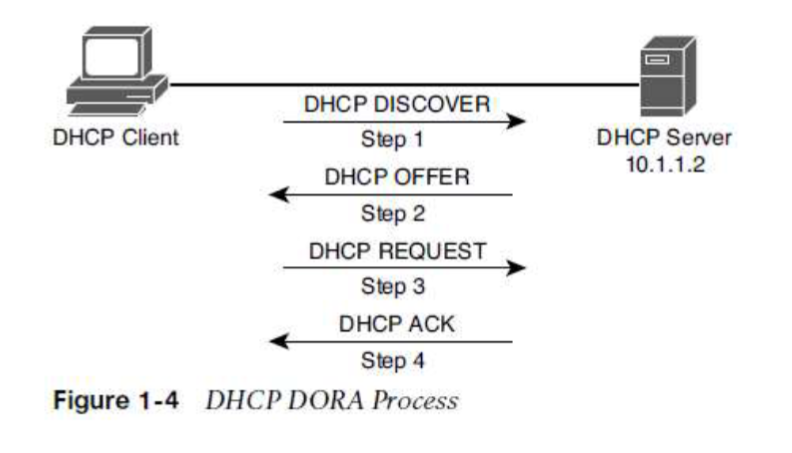 DHCP DISCOVER
DHCP Client
Step 1
DHCP Server
10.1.1.2
DHCP OFFER
Step 2
DHCP REQUEST
Step 3
DHCP ACK
Step 4
Figure 1-4 DHCP DORA Process